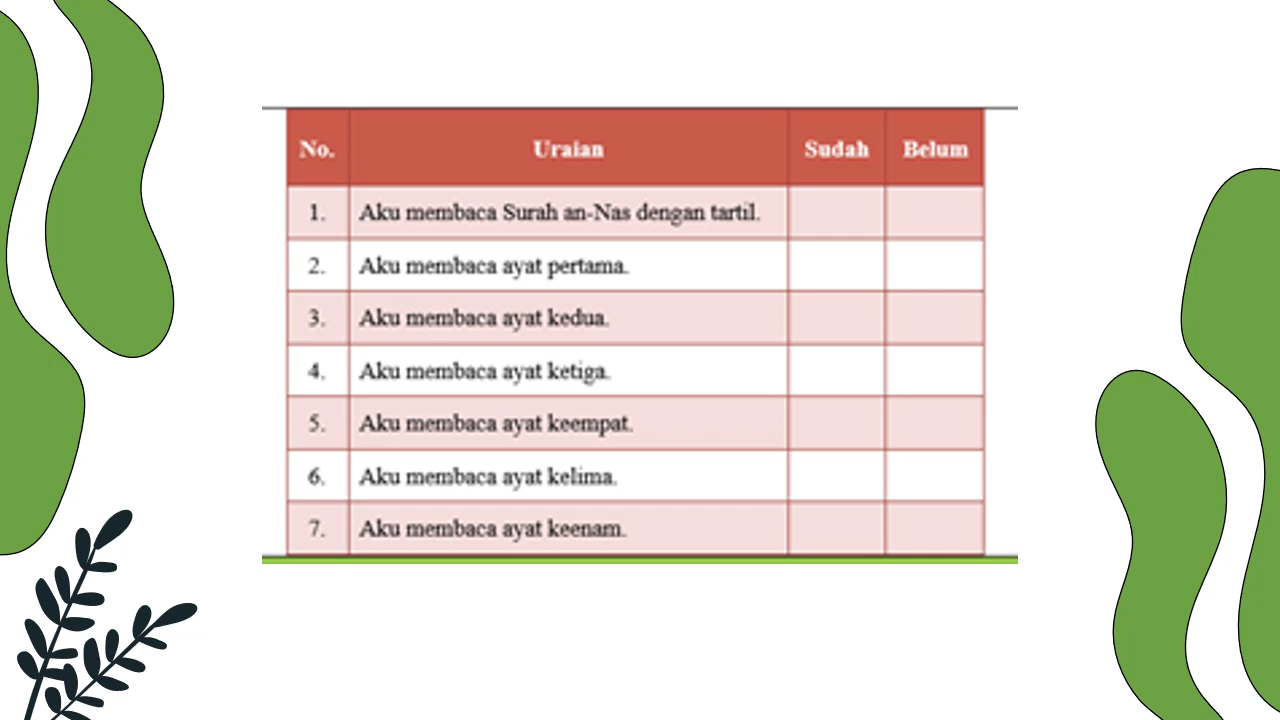 No. Uraian Sudah Belum
1. Aku membaca Surah an-Nas dengan tartil.
2. Aku membaca ayat pertama.
3. Aku membaca ayat kedua.
4. Aku membaca ayat ketiga.
5. Aku membaca ayat keempat.
6. Aku membaca ayat kelima.
7. Aku membaca ayat keenam.